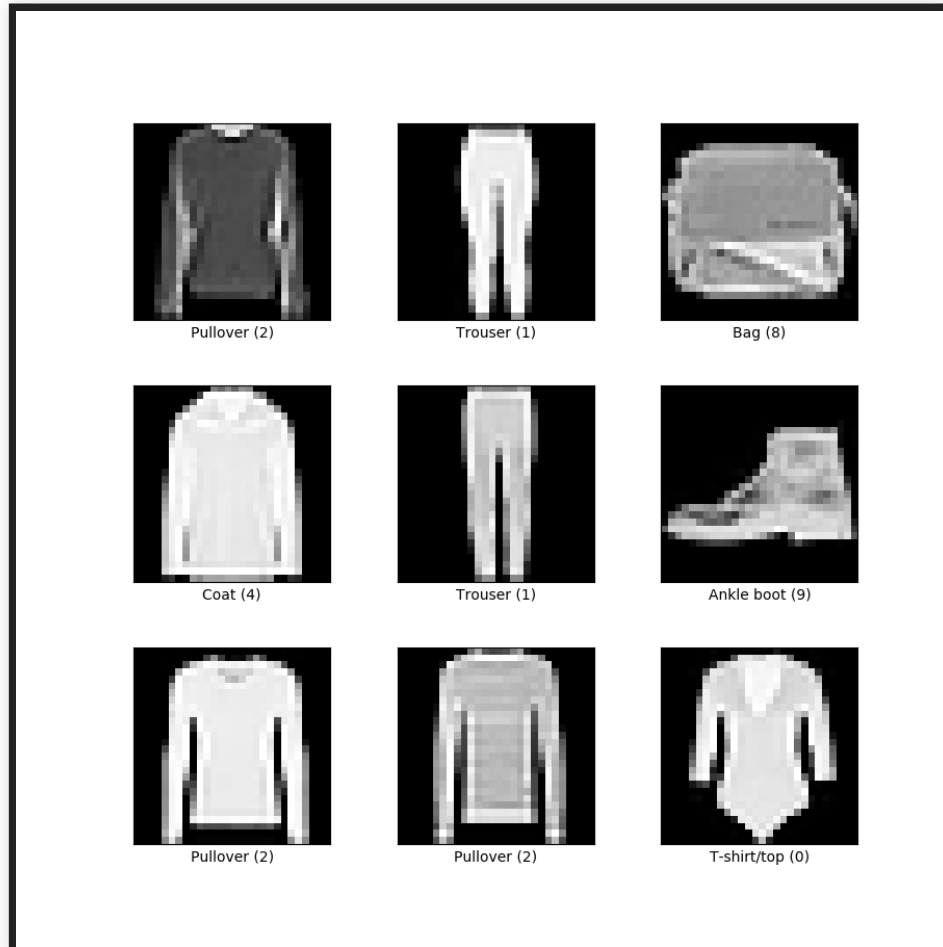 Pullover (2)
Trouser (1)
Bag (8)
Coat (4)
Trouser (1)
Ankle boot (9)
Pullover (2)
Pullover (2)
T-shirt/top (0)